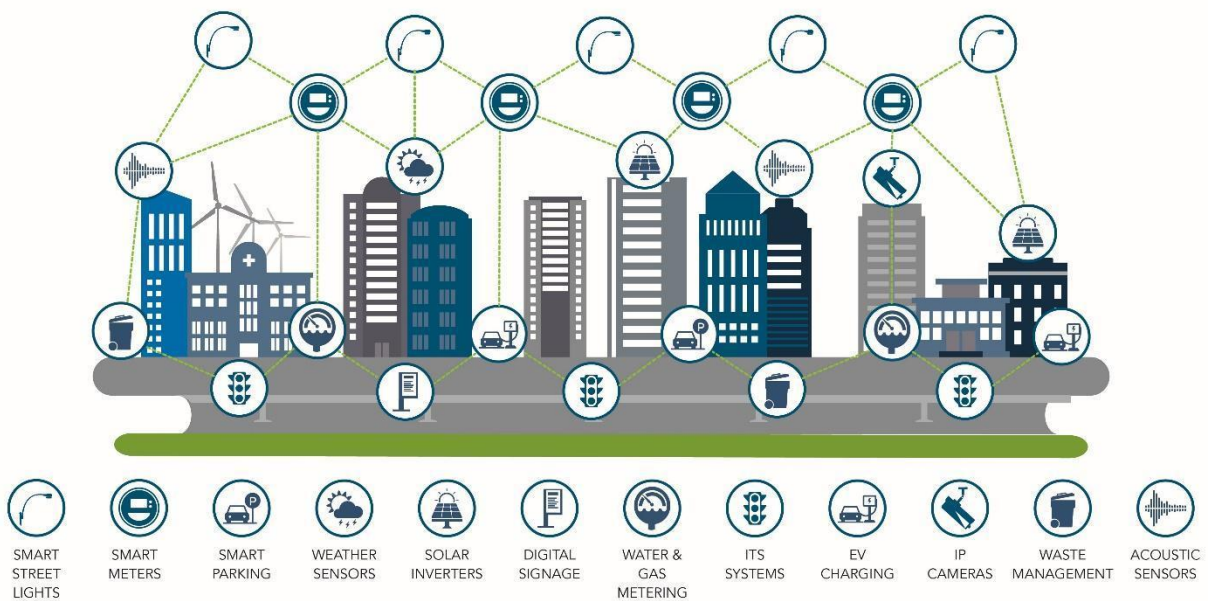 P
P
SMART
STREET
LIGHTS
SMART
METERS
SMART
PARKING
WEATHER
SENSORS
SOLAR
INVERTERS
DIGITAL
SIGNAGE
WATER &
GAS
METERING
ITS
SYSTEMS
EV
CHARGING
IP
CAMERAS
WASTE
MANAGEMENT
ACOUSTIC
SENSORS